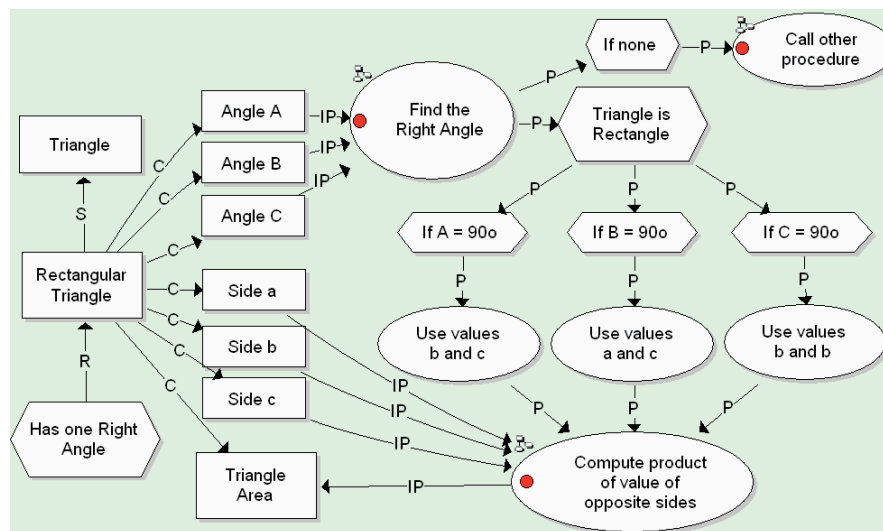 If none
P
Call other
procedure
P
Find the
Right Angle
P
Triangle is
Rectangle
Angle A
IP
Angle B
IP
Angle C
IP
Triangle
C
C
C
S
P
P
P
If A = 90o
If B = 90o
If C = 90o
Rectangular
Triangle
C
Side a
P
P
P
C
Side b
Use values
b and c
Use values
a and c
Use values
b and b
R
C
Side c
C
IP
IP
IP
P
P
P
Has one Right
Angle
Triangle
Area
IP
Compute product
of value of
opposite sides